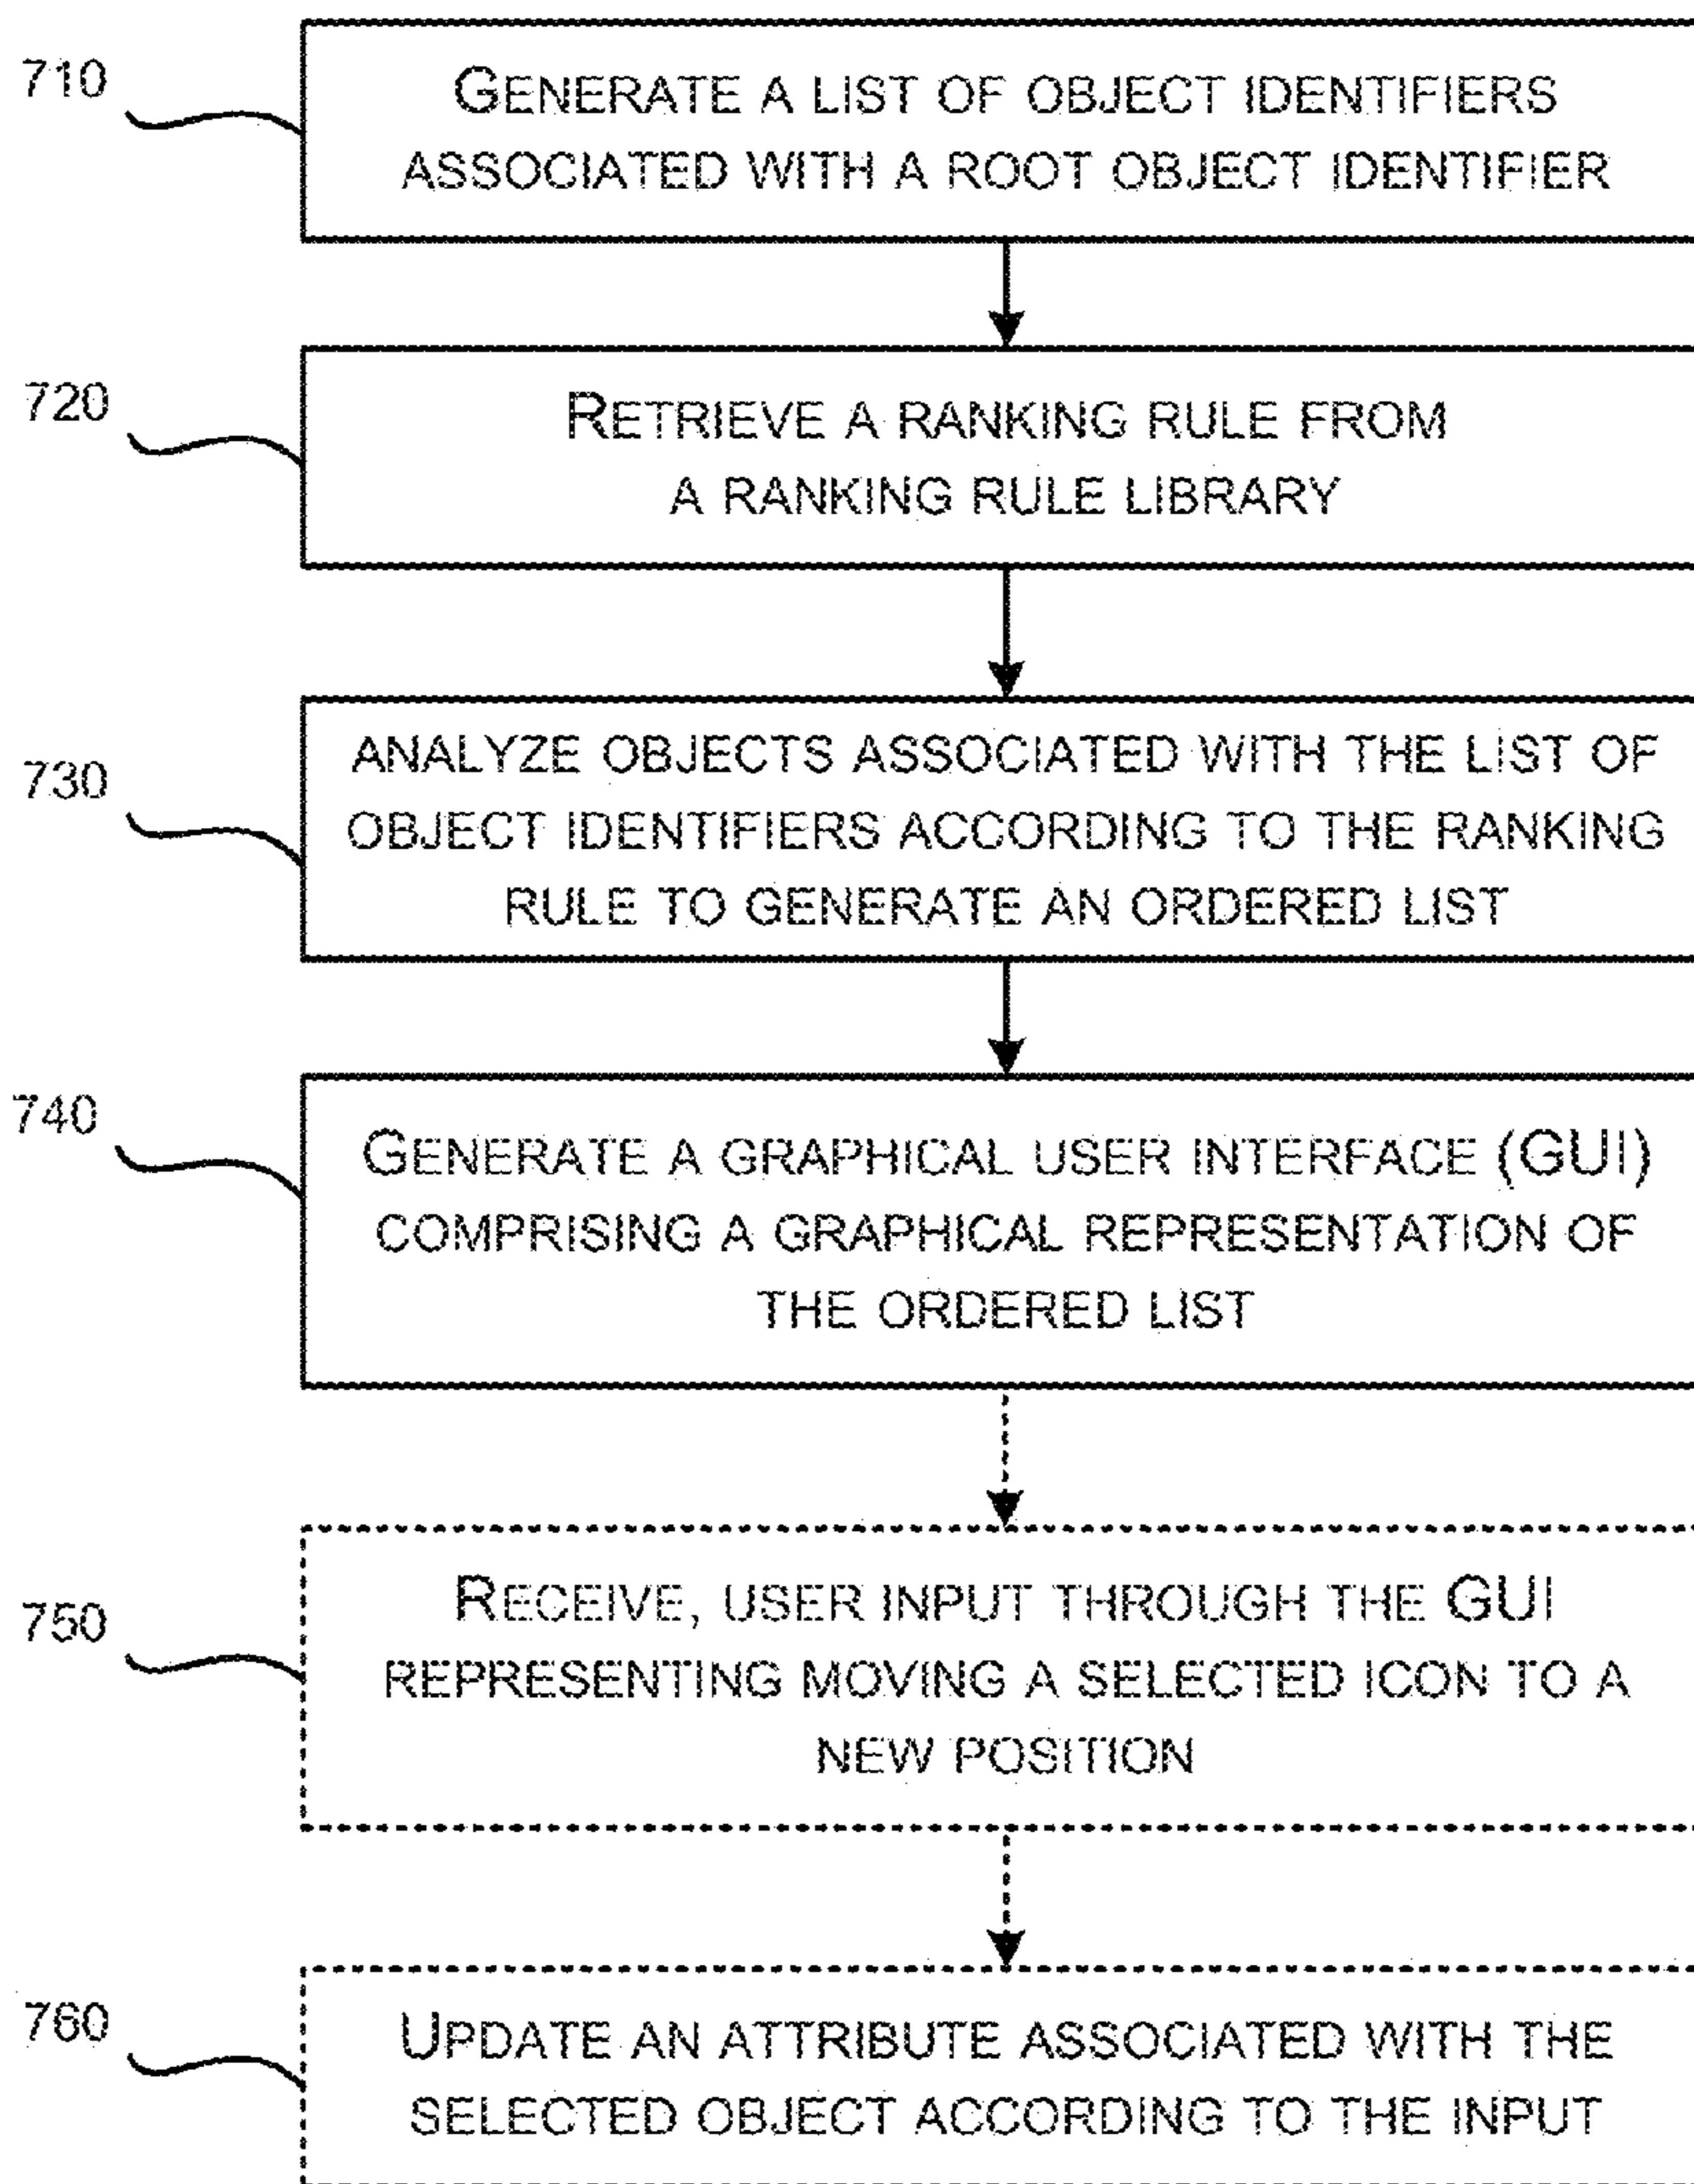 710
GENERATE A LIST OF OBJECT IDENTIFIERS
ASSOCIATED WITH A ROOT OBJECT IDENTIFIER
720
RETRIEVE A RANKING RULE FROM
A RANKING RULE LIBRARY
730
ANALYZE OBJECTS ASSOCIATED WITH THE LIST OF
OBJECT IDENTIFIERS ACCORDING TO THE RANKING
RULE TO GENERATE AN ORDERED LIST
740
GENERATE A GRAPHICAL USER INTERFACE (GUI)
COMPRISING A GRAPHICAL REPRESENTATION OF
THE ORDERED LIST
750
RECEIVE, USER INPUT THROUGH THE GUI
REPRESENTING MOVING A SELECTED ICON TO A
NEW POSITION
760
UPDATE AN ATTRIBUTE ASSOCIATED WITH THE
SELECTED OBJECT ACCORDING TO THE INPUT